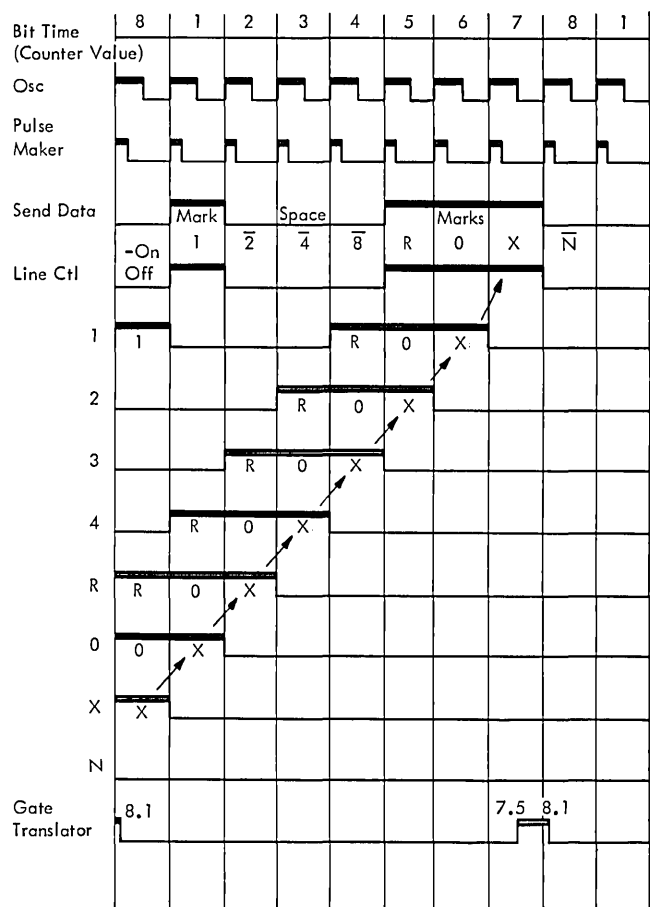 Bit Time 8 1 2 3 4 5 6 7 8 1
(Counter Value)
Osc
Pulse
Maker
Send Data Mark Space Marks
1 2̅ 4̅ 8̅ R 0 X N̅
-On
Line Ctl Off
1 1 R 0 X
2 R 0 X
3 R 0 X
4 R 0 X
R R 0 X
0 0 X
X X
N
Gate 8.1 7.5 8.1
Translator